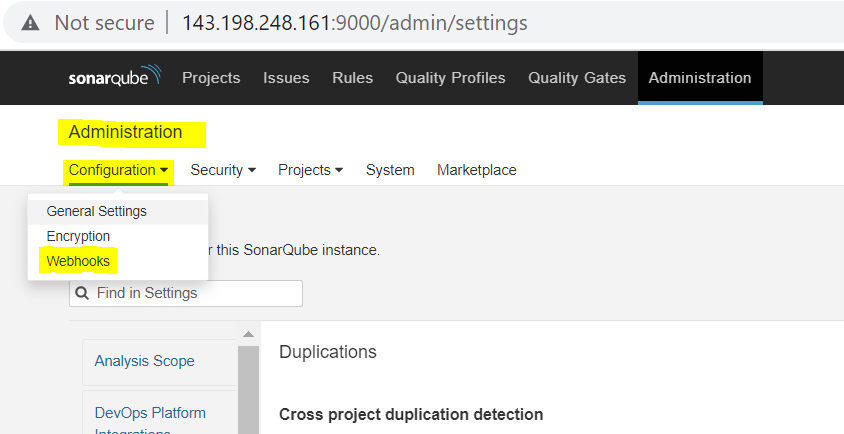 Not secure | 143.198.248.161:9000/admin/settings
sonarqube Projects Issues Rules Quality Profiles Quality Gates Administration
Administration
Configuration Security Projects System Marketplace
General Settings
Encryption
Webhooks
r this SonarQube instance.
Find in Settings
Analysis Scope
DevOps Platform
Integrations
Duplications
Cross project duplication detection